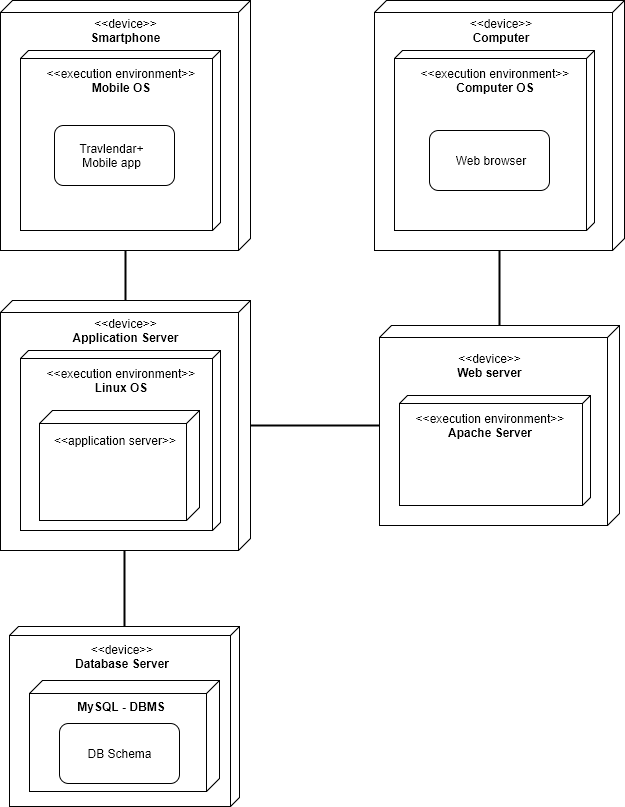 <<device>>
Smartphone
<<execution environment>>
Mobile OS
Travlendar+
Mobile app
<<device>>
Computer
<<execution environment>>
Computer OS
Web browser
<<device>>
Application Server
<<execution environment>>
Linux OS
<<application server>>
<<device>>
Web server
<<execution environment>>
Apache Server
<<device>>
Database Server
MySQL - DBMS
DB Schema